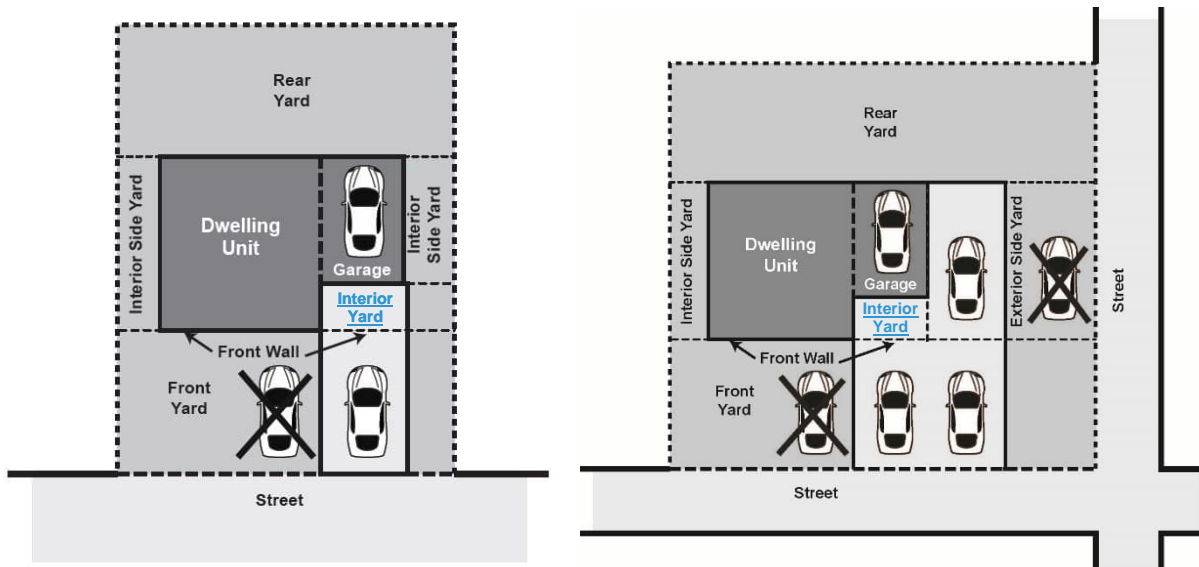 Rear
Yard
Interior Side Yard
Dwelling
Unit
Garage
Interior
Side Yard
Interior
Yard
Front Wall
Front
Yard
Street
Rear
Yard
Interior Side Yard
Dwelling
Unit
Garage
Exterior Side Yard
Street
Interior
Yard
Front Wall
Front
Yard
Street